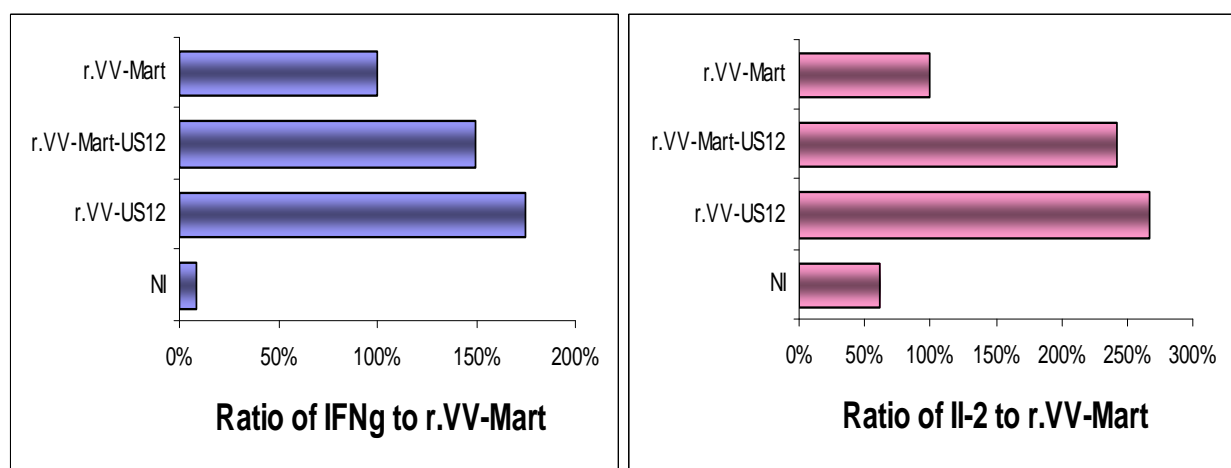 r.VV-Mart
r.VV-Mart-US12
r.VV-US12
NI
0% 50% 100% 150% 200%
Ratio of IFNg to r.VV-Mart
r.VV-Mart
r.VV-Mart-US12
r.VV-US12
NI
0% 50% 100% 150% 200% 250% 300%
Ratio of Il-2 to r.VV-Mart